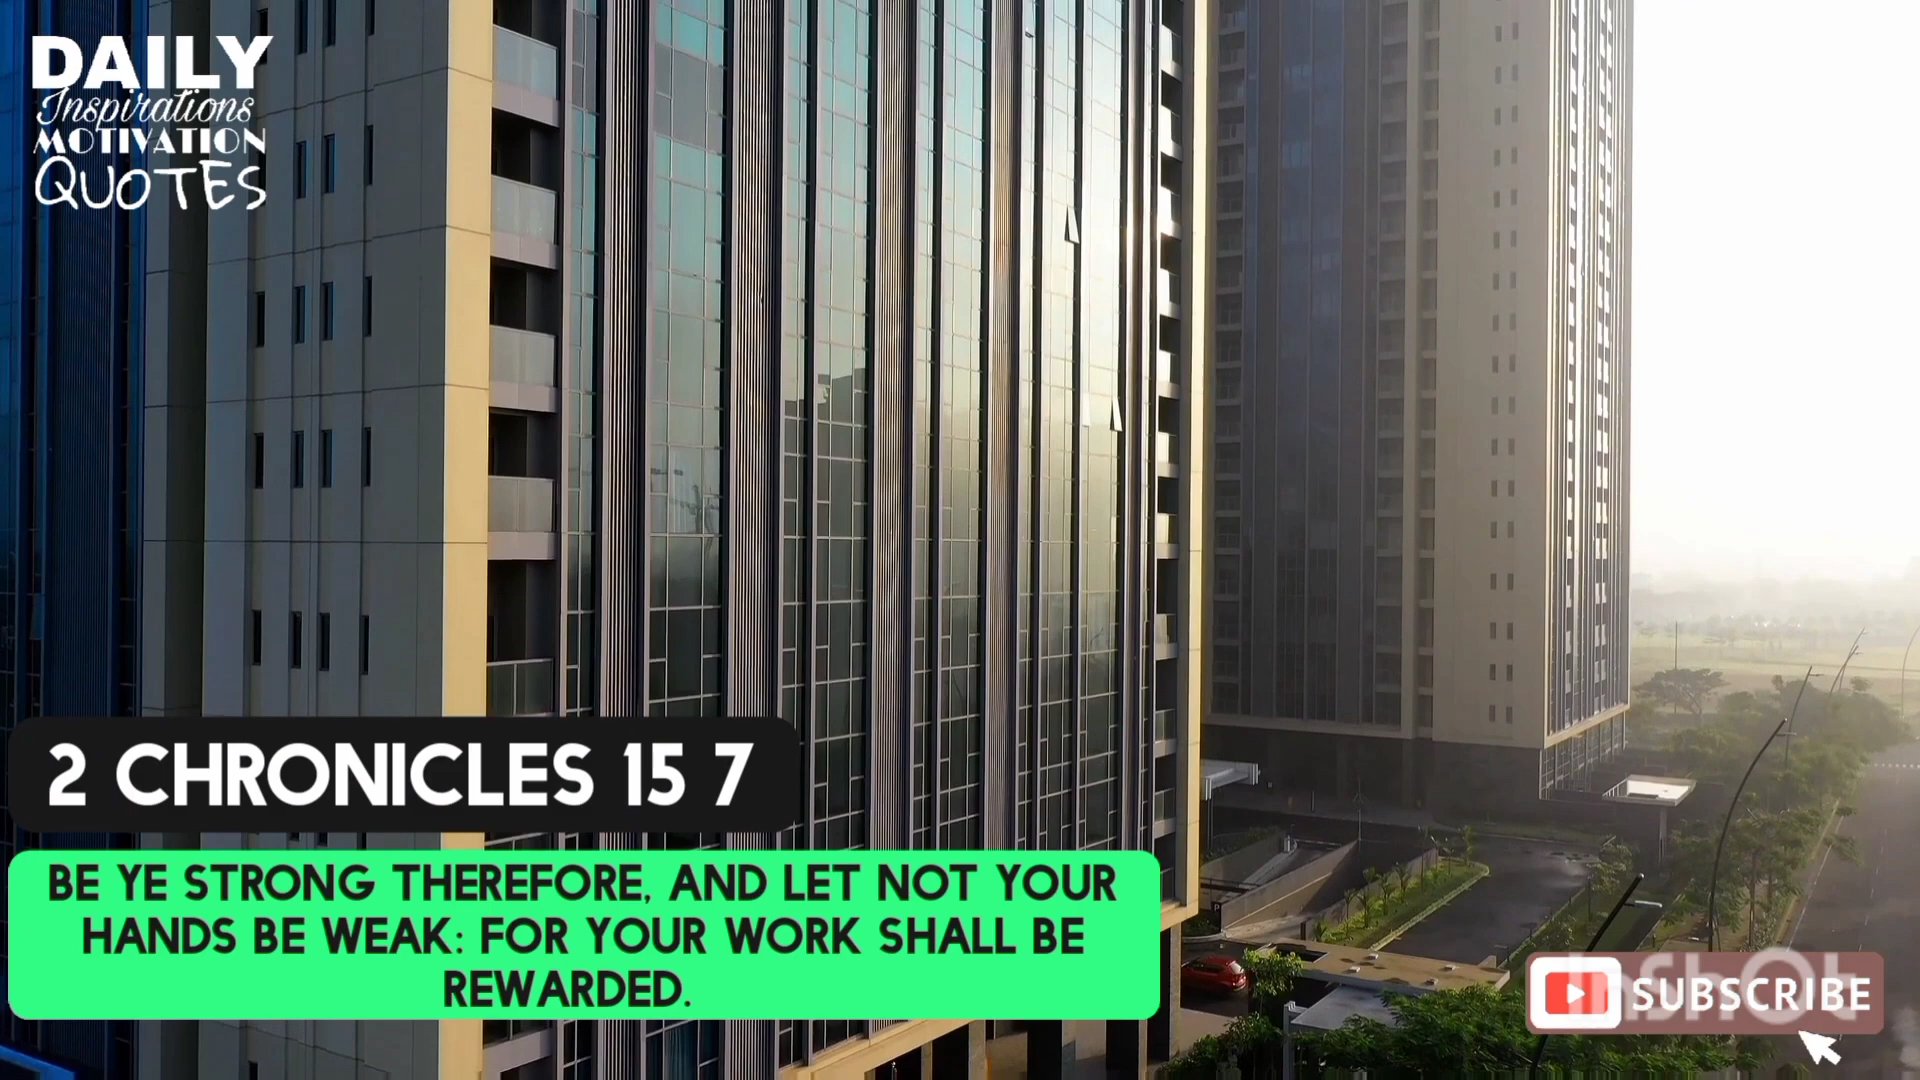 DAILY
Inspirations
MOTIVATION
QUOTES
2 CHRONICLES 15 7
BE YE STRONG THEREFORE, AND LET NOT YOUR
HANDS BE WEAK: FOR YOUR WORK SHALL BE
REWARDED.
InShOt
SUBSCRIBE